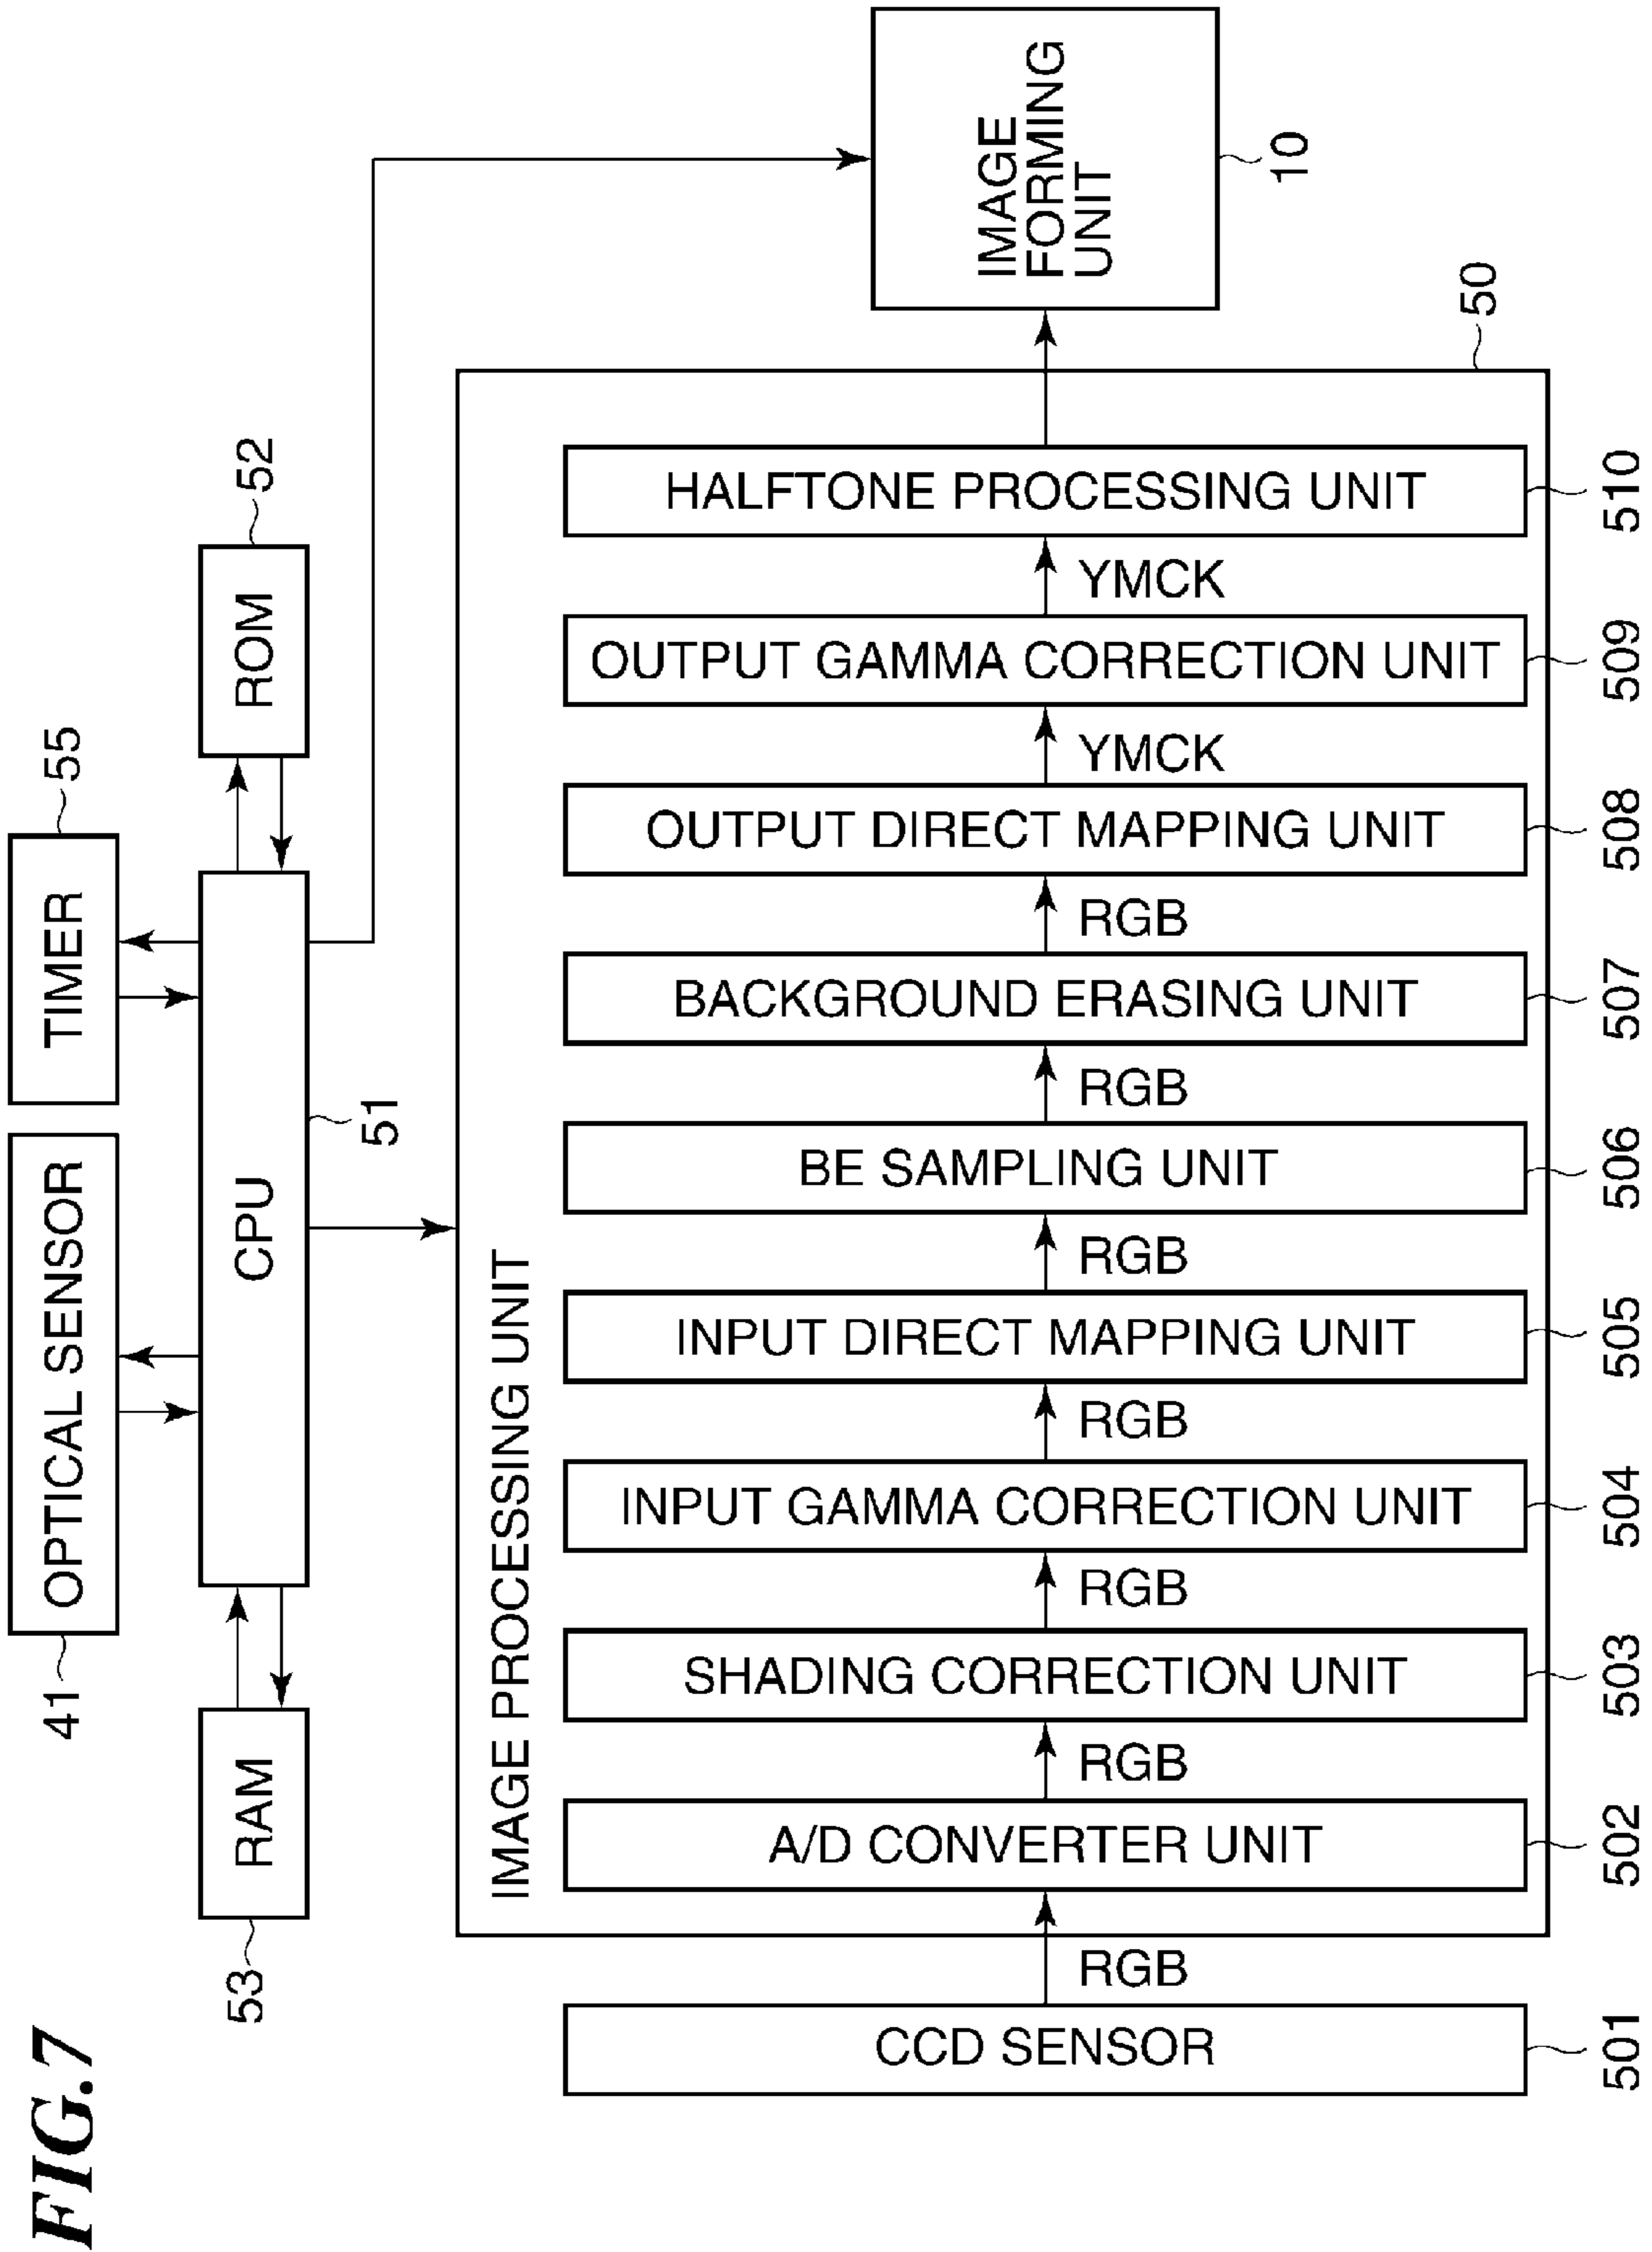 FIG.7
41
OPTICAL SENSOR
TIMER
55
53
RAM
CPU
ROM
52
51
IMAGE PROCESSING UNIT
50
CCD SENSOR
501
RGB
A/D CONVERTER UNIT
502
RGB
SHADING CORRECTION UNIT
503
RGB
INPUT GAMMA CORRECTION UNIT
504
RGB
INPUT DIRECT MAPPING UNIT
505
RGB
BE SAMPLING UNIT
506
RGB
BACKGROUND ERASING UNIT
507
RGB
OUTPUT DIRECT MAPPING UNIT
508
YMCK
OUTPUT GAMMA CORRECTION UNIT
509
YMCK
HALFTONE PROCESSING UNIT
510
IMAGE
FORMING
UNIT
10